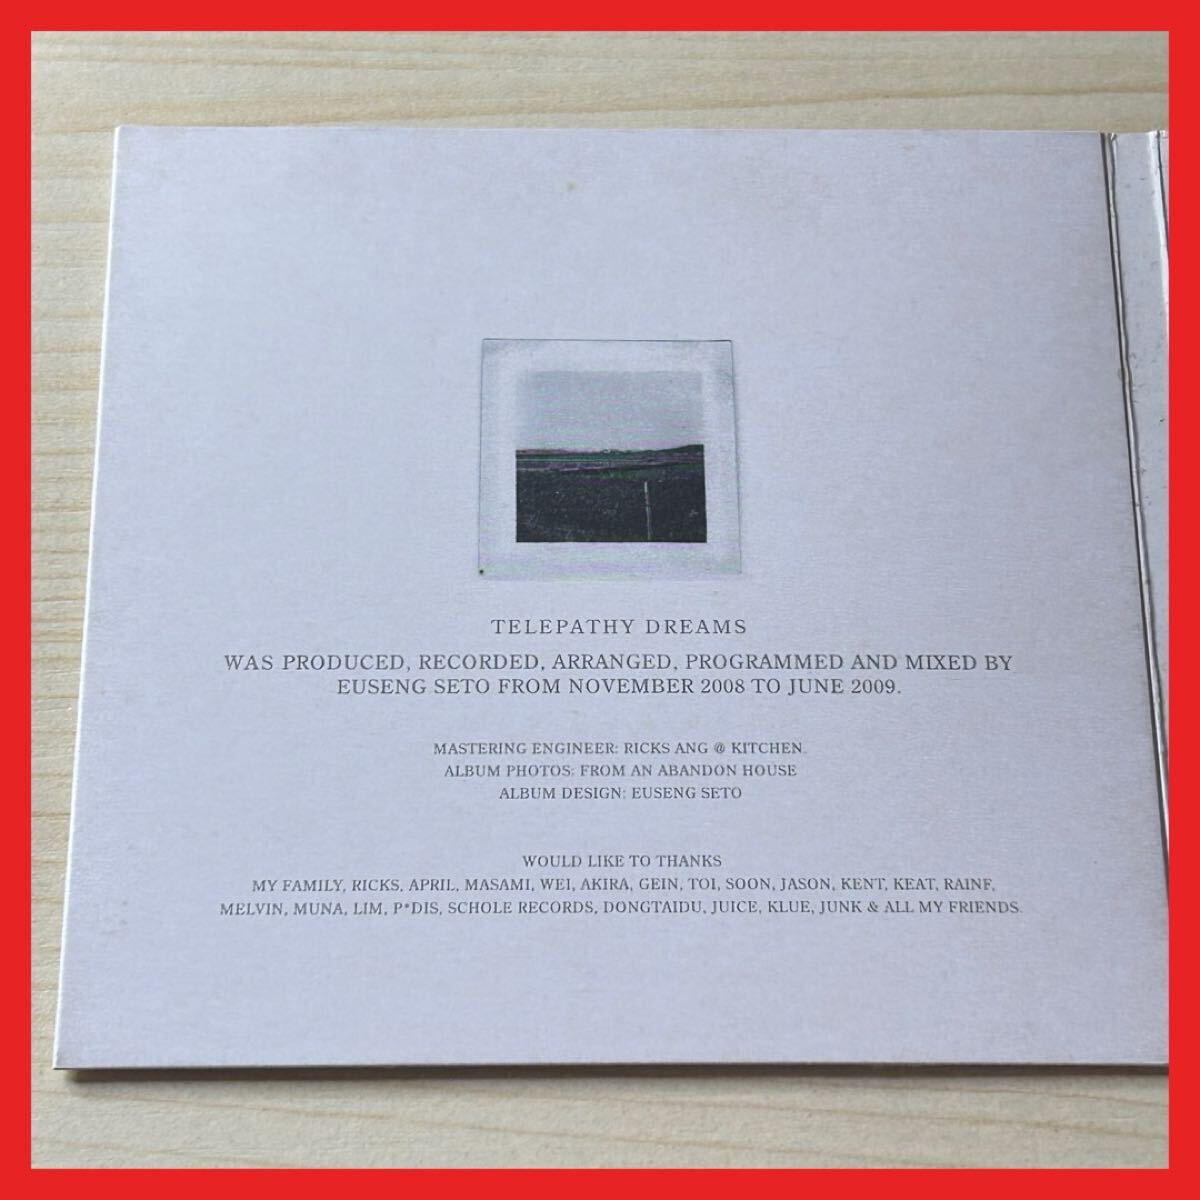 TELEPATHY DREAMS
WAS PRODUCED, RECORDED, ARRANGED, PROGRAMMED AND MIXED BY
EUSENG SETO FROM NOVEMBER 2008 TO JUNE 2009.
MASTERING ENGINEER: RICKS ANG @ KITCHEN.
ALBUM PHOTOS: FROM AN ABANDON HOUSE
ALBUM DESIGN: EUSENG SETO
WOULD LIKE TO THANKS
MY FAMILY, RICKS, APRIL, MASAMI, WEI, AKIRA, GEIN, TOI, SOON, JASON, KENT, KEAT, RAINF,
MELVIN, MUNA, LIM, P*DIS, SCHOLE RECORDS, DONGTAIDU, JUICE, KLUE, JUNK & ALL MY FRIENDS.